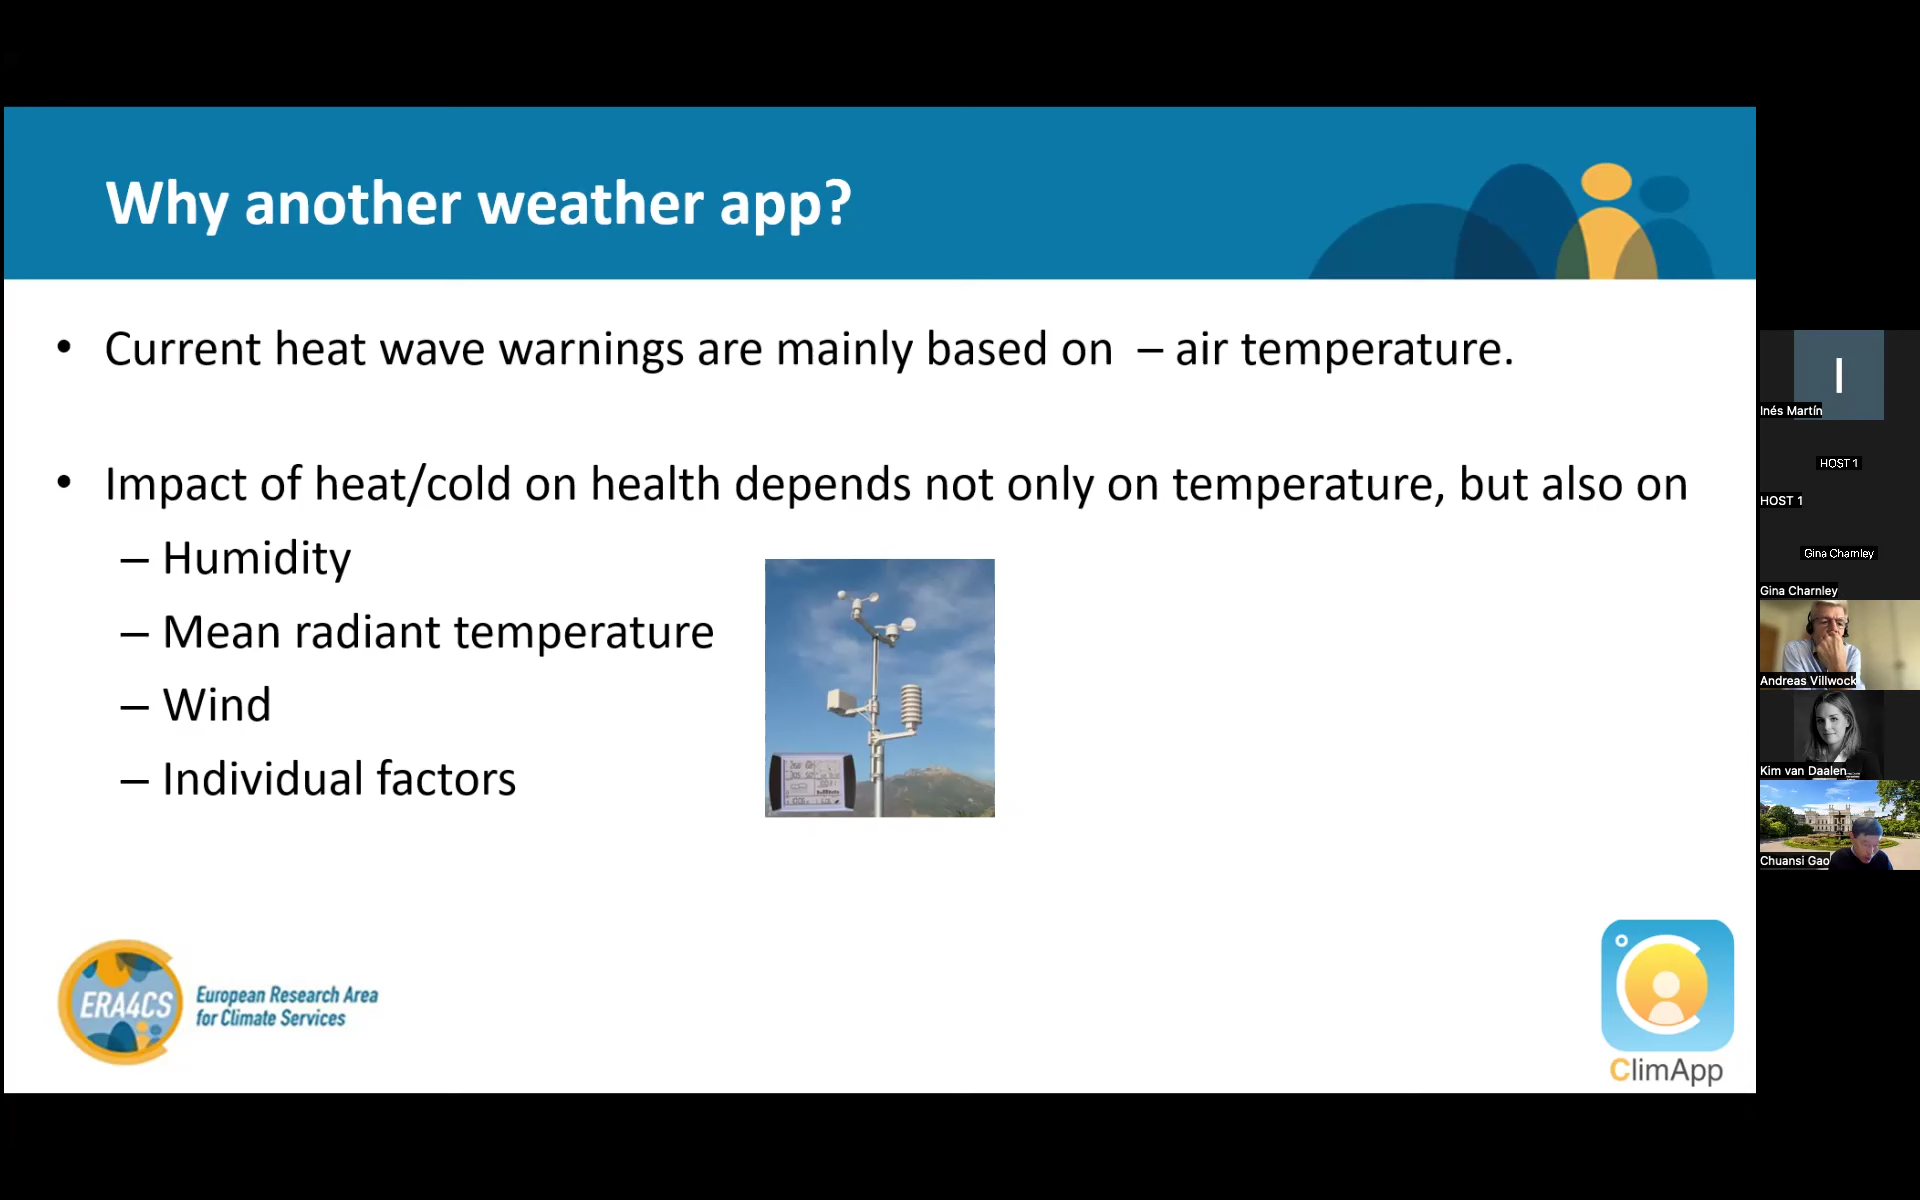 Why another weather app?
• Current heat wave warnings are mainly based on – air temperature.
• Impact of heat/cold on health depends not only on temperature, but also on
– Humidity
– Mean radiant temperature
– Wind
– Individual factors
ERA4CS
European Research Area
for Climate Services
ClimApp
I
Inés Martín
HOST 1
HOST 1
Gina Charnley
Gina Charnley
Andreas Villwock
Kim van Daalen
Chuansi Gao